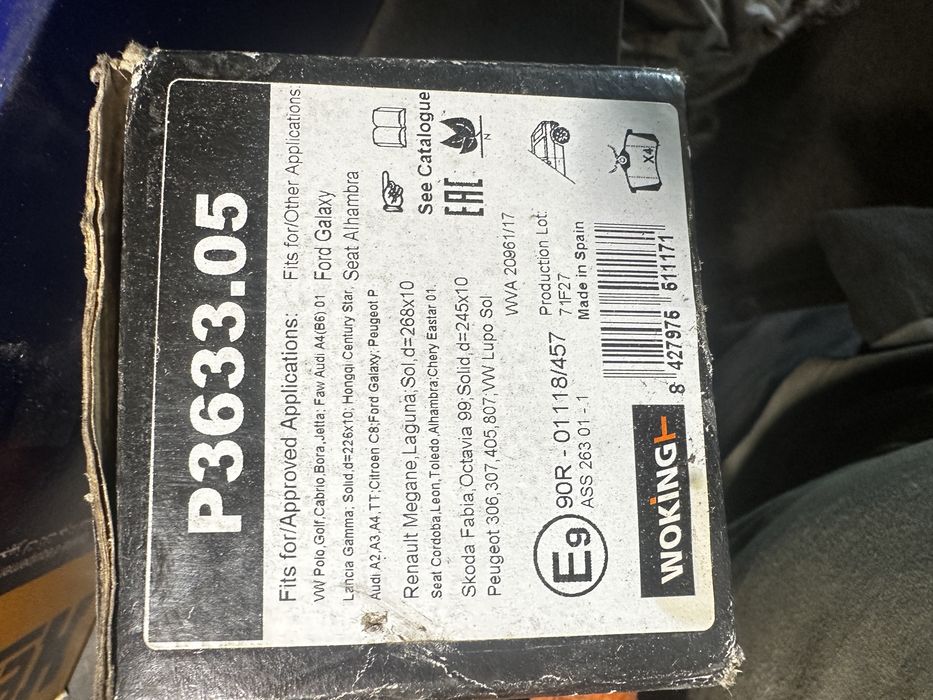 P3633.05
Fits for/Approved Applications:
Fits for/Other Applications:
VW Polo,Golf,Cabrio,Bora,Jetta; Faw Audi A4(B6) 01
Ford Galaxy
Lancia Gamma, Solid,d=226x10; Hongqi Century Star,
Seat Alhambra
Audi A2,A3,A4,TT;Citroen C8;Ford Galaxy; Peugeot P
Renault Megane,Laguna;Sol,d=268x10
Seat Cordoba,Leon,Toledo,Alhambra;Chery Eastar 01.
See Catalogue
Skoda Fabia,Octavia 99;Solid,d=245x10
EAC
N
Peugeot 306,307,405,807;VW Lupo Sol
WVA 20961/17
E9
90R - 01118/457
ASS 263 01 -.1
Production Lot:
71F27
Made in Spain
X4
WOKING
8 427975 611171